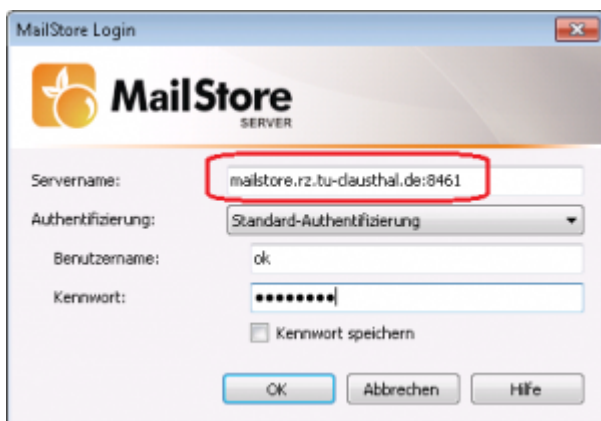 MailStore Login
MailStore
SERVER
Servername: mailstore.rz.tu-clausthal.de:8461
Authentifizierung: Standard-Authentifizierung
Benutzername: ok
Kennwort: ●●●●●●●●
Kennwort speichern
OK Abbrechen Hilfe